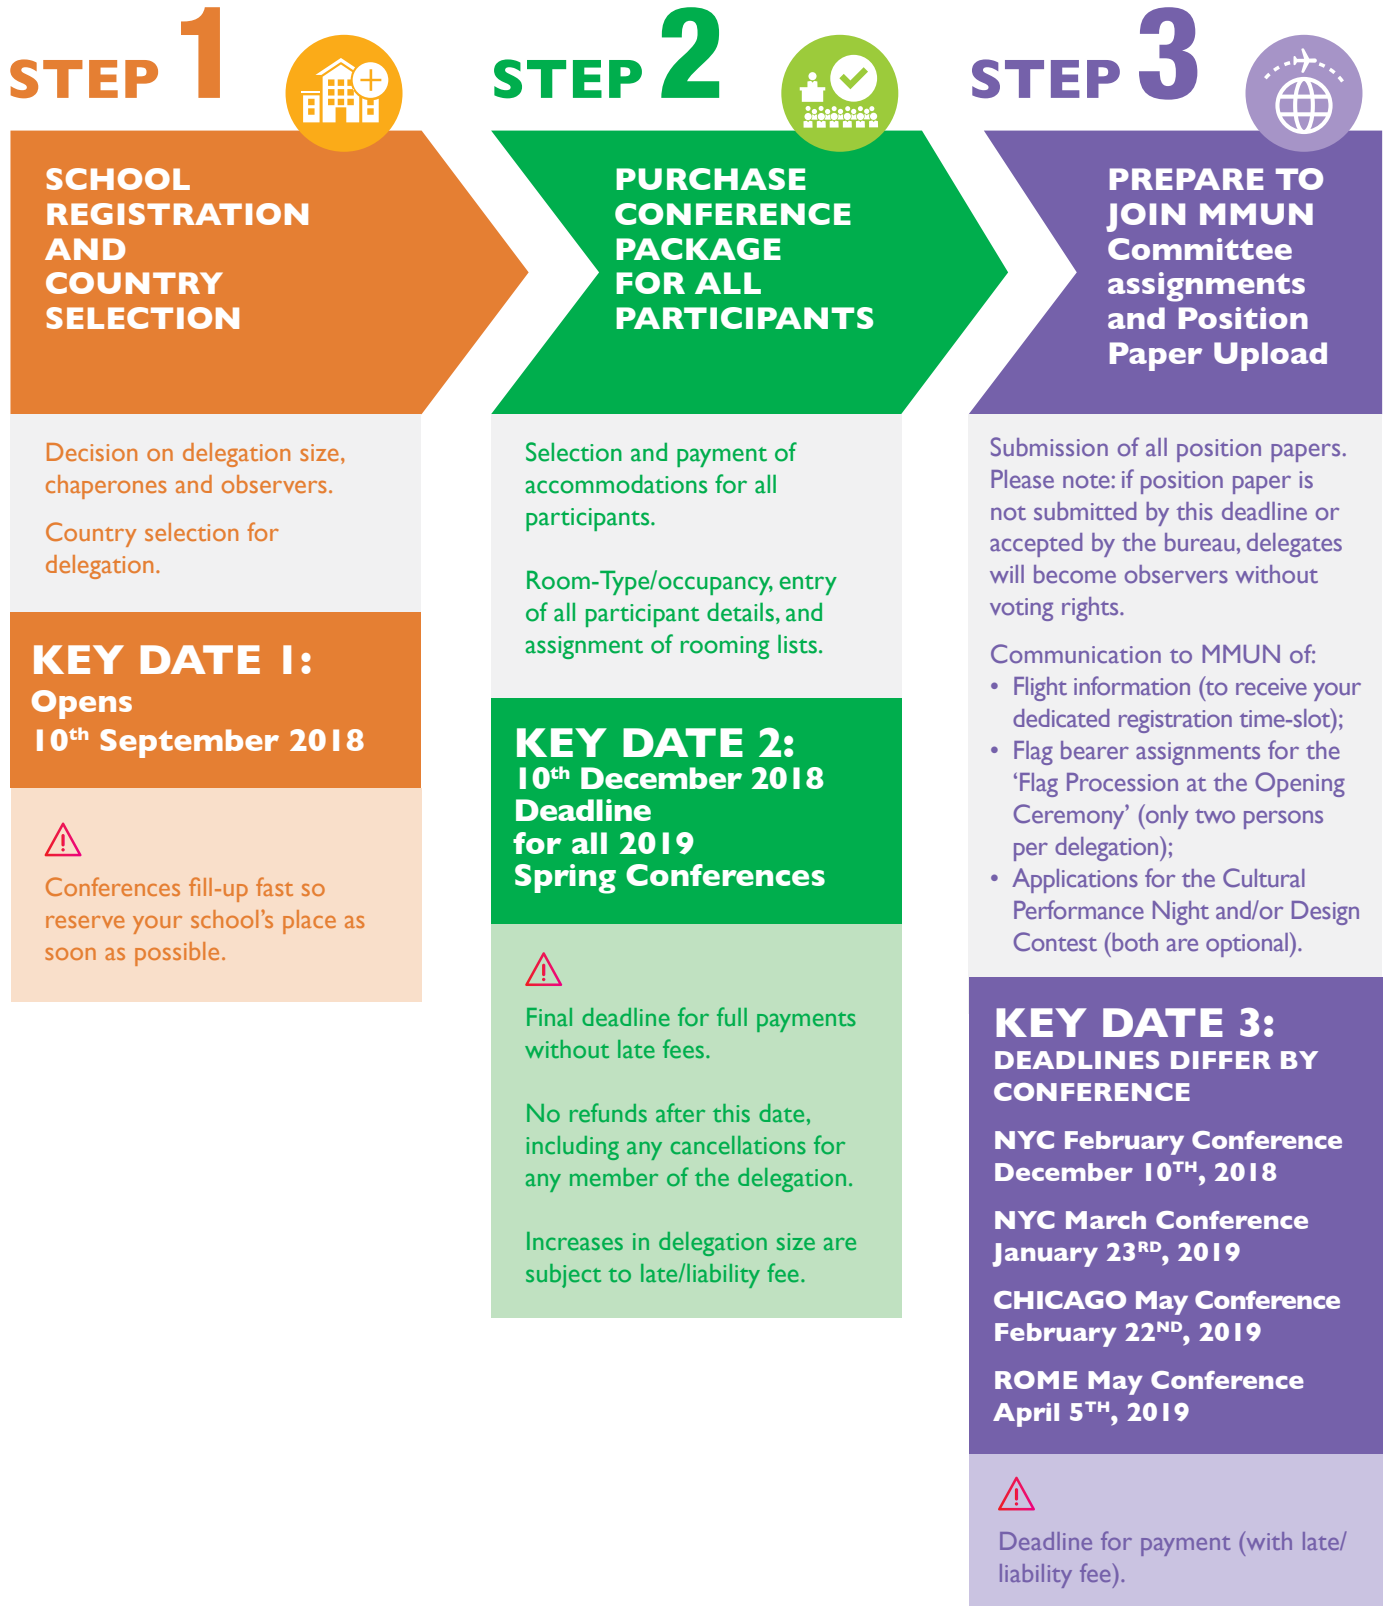 STEP 1
SCHOOL
REGISTRATION
AND
COUNTRY
SELECTION
Decision on delegation size,
chaperones and observers.
Country selection for
delegation.
KEY DATE 1:
Opens
10th September 2018
Conferences fill-up fast so
reserve your school’s place as
soon as possible.
STEP 2
PURCHASE
CONFERENCE
PACKAGE
FOR ALL
PARTICIPANTS
Selection and payment of
accommodations for all
participants.
Room-Type/occupancy, entry
of all participant details, and
assignment of rooming lists.
KEY DATE 2:
10th December 2018
Deadline
for all 2019
Spring Conferences
Final deadline for full payments
without late fees.
No refunds after this date,
including any cancellations for
any member of the delegation.
Increases in delegation size are
subject to late/liability fee.
STEP 3
PREPARE TO
JOIN MMUN
Committee
assignments
and Position
Paper Upload
Submission of all position papers.
Please note: if position paper is
not submitted by this deadline or
accepted by the bureau, delegates
will become observers without
voting rights.
Communication to MMUN of:
• Flight information (to receive your
dedicated registration time-slot);
• Flag bearer assignments for the
‘Flag Procession at the Opening
Ceremony’ (only two persons
per delegation);
• Applications for the Cultural
Performance Night and/or Design
Contest (both are optional).
KEY DATE 3:
DEADLINES DIFFER BY
CONFERENCE
NYC February Conference
December 10TH, 2018
NYC March Conference
January 23RD, 2019
CHICAGO May Conference
February 22ND, 2019
ROME May Conference
April 5TH, 2019
Deadline for payment (with late/
liability fee).